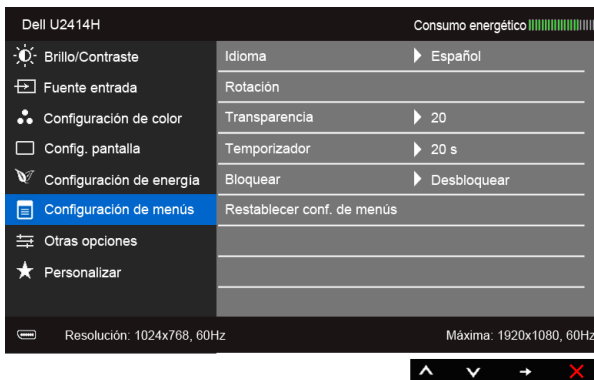 Dell U2414H Consumo energético
Brillo/Contraste Idioma Español
Fuente entrada Rotación
Configuración de color Transparencia 20
Config. pantalla Temporizador 20 s
Configuración de energía Bloquear Desbloquear
Configuración de menús Restablecer conf. de menús
Otras opciones
Personalizar
Resolución: 1024x768, 60Hz Máxima: 1920x1080, 60Hz